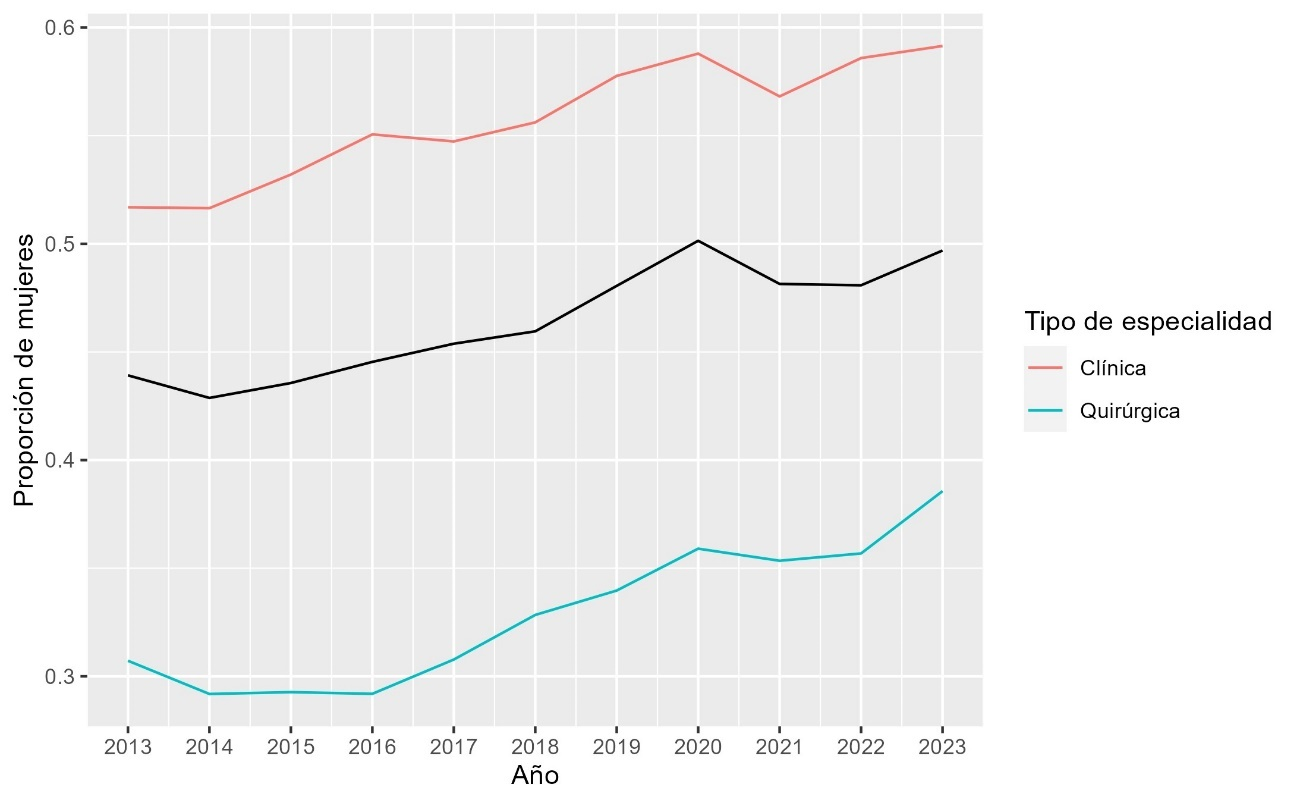 0.6
0.5
0.4
0.3
Proporción de mujeres
2013 2014 2015 2016 2017 2018 2019 2020 2021 2022 2023
Año
Tipo de especialidad
Clínica
Quirúrgica